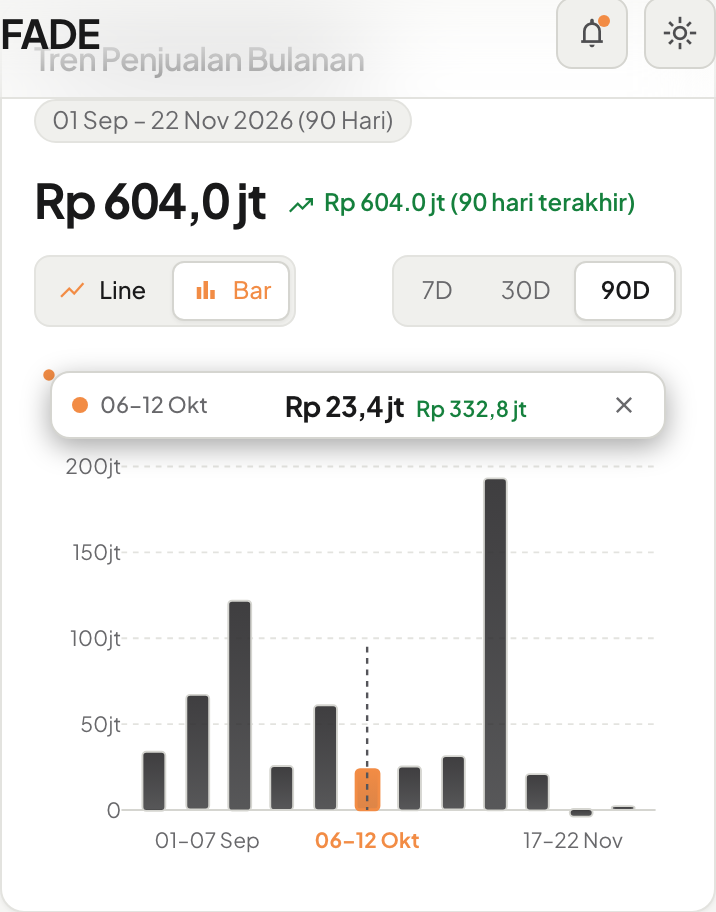 FADE
Tren Penjualan Bulanan
01 Sep – 22 Nov 2026 (90 Hari)
Rp 604,0 jt Rp 604.0 jt (90 hari terakhir)
Line Bar 7D 30D 90D
06–12 Okt Rp 23,4 jt Rp 332,8 jt
200jt
150jt
100jt
50jt
0
01–07 Sep 06–12 Okt 17–22 Nov